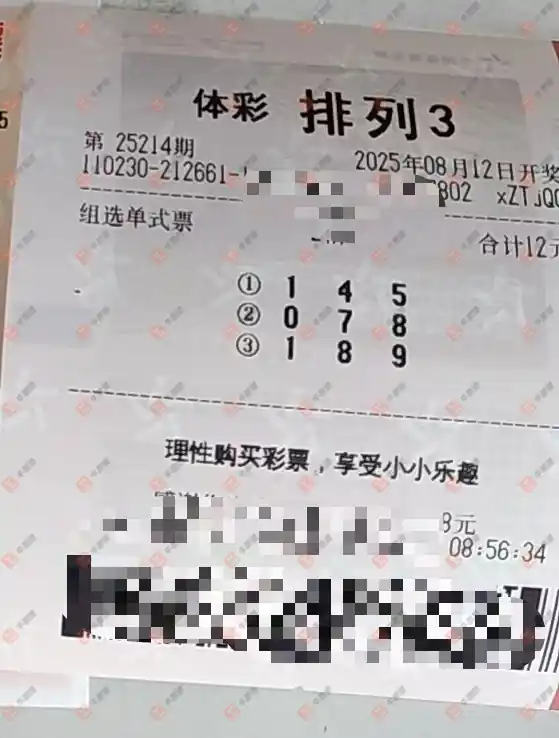 体彩 排列3
第 25214期
2025年08月12日开奖
110230-212661-
802 xZTJQ
组选单式票
合计12元
① 1 4 5
② 0 7 8
③ 1 8 9
理性购买彩票，享受小小乐趣
8元
08:56:34